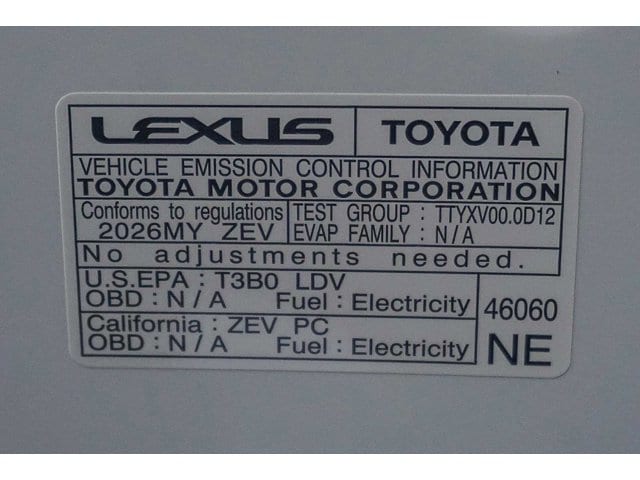 LEXUS TOYOTA
VEHICLE EMISSION CONTROL INFORMATION
TOYOTA MOTOR CORPORATION
Conforms to regulations
2026MY ZEV
TEST GROUP : TTYXV00.0D12
EVAP FAMILY : N/A
No adjustments needed.
U.S.EPA : T3B0 LDV
OBD : N/A Fuel : Electricity
California : ZEV PC
OBD : N/A Fuel : Electricity
46060
NE